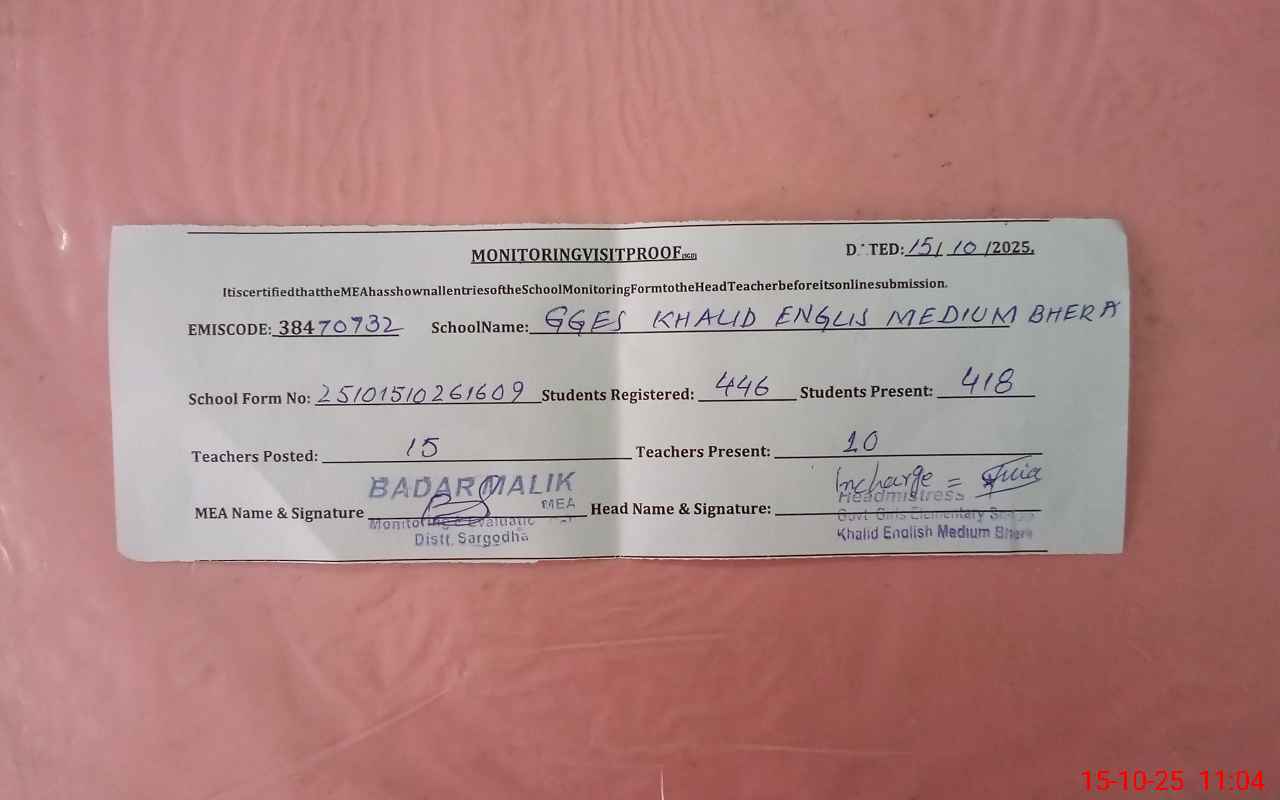 MONITORINGVISITPROOF DATED: 15/ 10 /2025.
ItiscertifiedthattheMEAhasshownallentriesoftheSchoolMonitoringFormtotheHeadTeacherbeforeitsonlinesubmission.
EMISCODE: 38470732 SchoolName: GGES KHALID ENGLIS MEDIUM BHERA
School Form No: 25101510261609 Students Registered: 446 Students Present: 418
Teachers Posted: 15 Teachers Present: 10
BADAR MALIK Incharge =
MEA Headmistress
MEA Name & Signature Head Name & Signature:
Govt Girls Elementary
Distt. Sargodha Khalid English Medium Bhera
15-10-25 11:04